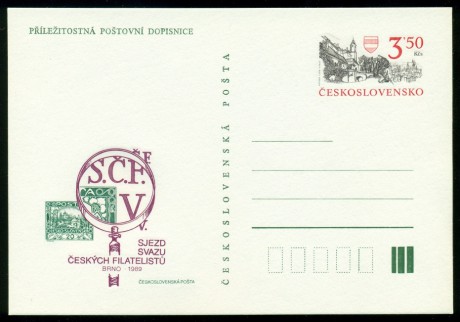 PŘÍLEŽITOSTNÁ POŠTOVNÍ DOPISNICE
3'50
Kčs
ČESKOSLOVENSKO
ČESKOSLOVENSKÁ POŠTA
S.Č.F.
V.
SJEZD
SVAZU
ČESKÝCH FILATELISTŮ
BRNO - 1989
ČESKOSLOVENSKÁ POŠTA